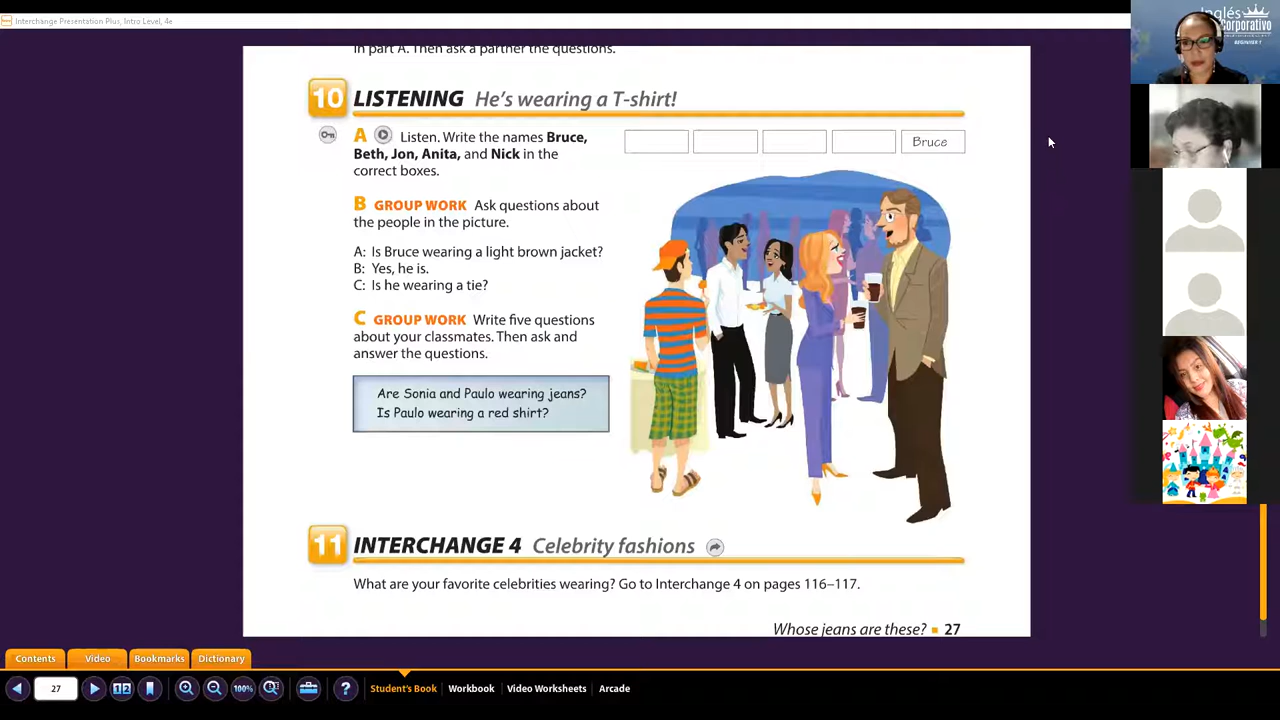 Interchange Presentation Plus, Intro Level, 4e
in part A. Then ask a partner the questions.
10 LISTENING He's wearing a T-shirt!
A Listen. Write the names Bruce,
Beth, Jon, Anita, and Nick in the
correct boxes.
Bruce
B GROUP WORK Ask questions about
the people in the picture.
A: Is Bruce wearing a light brown jacket?
B: Yes, he is.
C: Is he wearing a tie?
C GROUP WORK Write five questions
about your classmates. Then ask and
answer the questions.
Are Sonia and Paulo wearing jeans?
Is Paulo wearing a red shirt?
11 INTERCHANGE 4 Celebrity fashions
What are your favorite celebrities wearing? Go to Interchange 4 on pages 116–117.
Whose jeans are these? ▪ 27
Contents Video Bookmarks Dictionary
27 1 2 100% ? Student's Book Workbook Video Worksheets Arcade
Inglés
Corporativo
BEGINNER 1